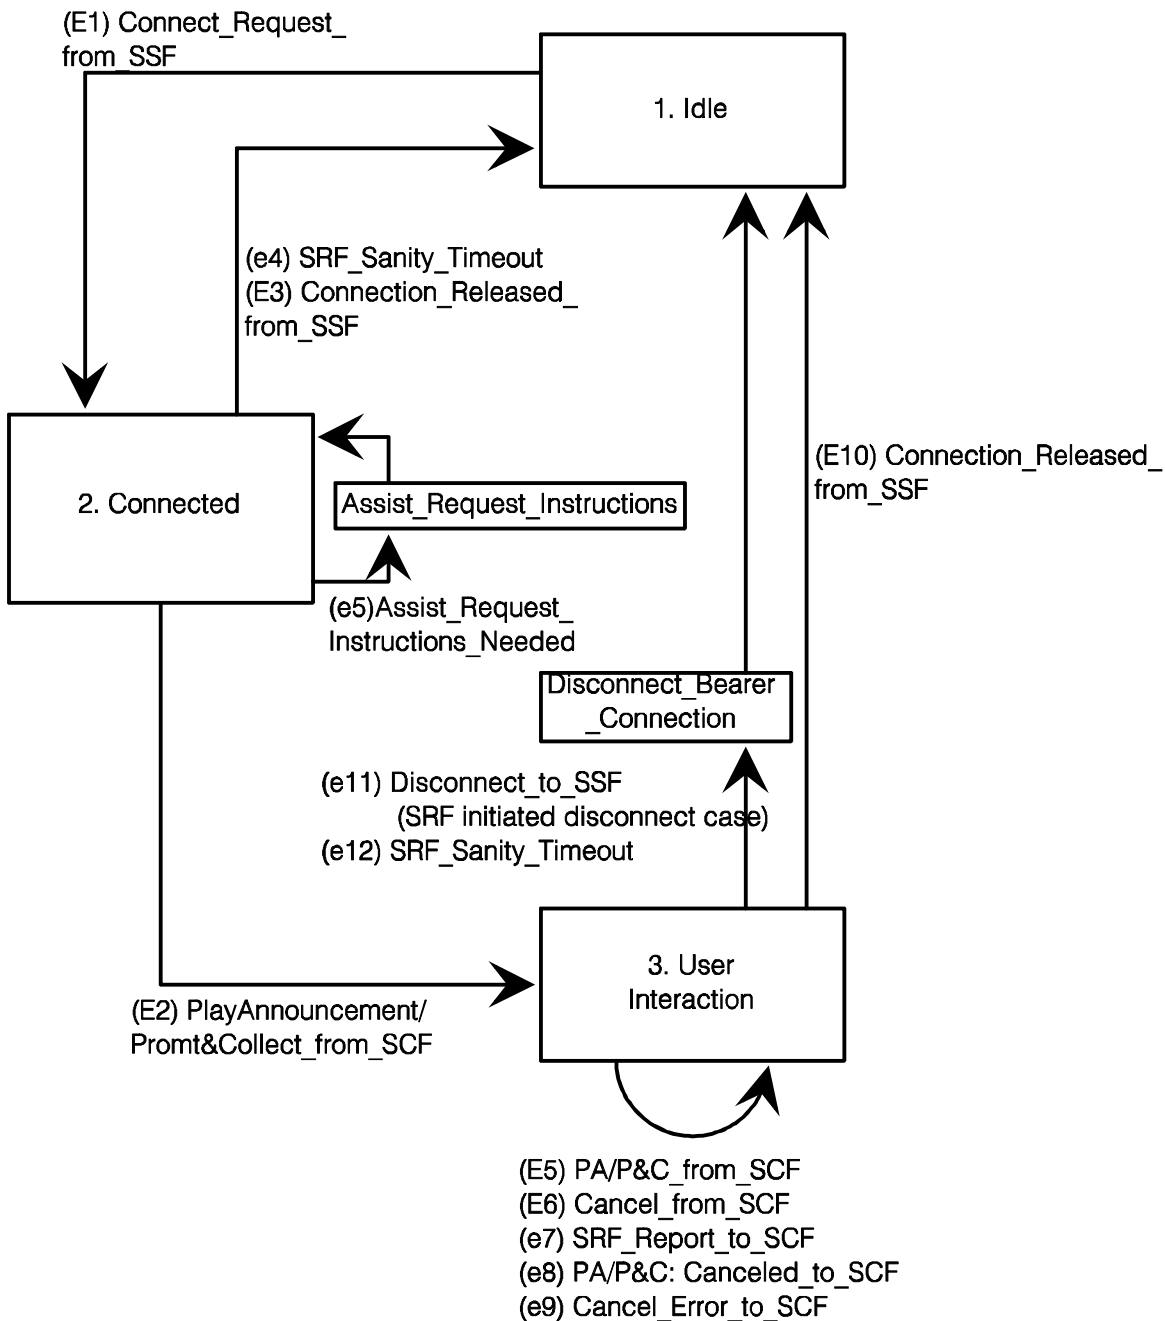 (E1) Connect_Request_
from_SSF
1. Idle
(e4) SRF_Sanity_Timeout
(E3) Connection_Released_
from_SSF
(E10) Connection_Released_
from_SSF
2. Connected
Assist_Request_Instructions
(e5)Assist_Request_
Instructions_Needed
Disconnect_Bearer
_Connection
(e11) Disconnect_to_SSF
(SRF initiated disconnect case)
(e12) SRF_Sanity_Timeout
3. User
Interaction
(E2) PlayAnnouncement/
Promt&Collect_from_SCF
(E5) PA/P&C_from_SCF
(E6) Cancel_from_SCF
(e7) SRF_Report_to_SCF
(e8) PA/P&C: Canceled_to_SCF
(e9) Cancel_Error_to_SCF